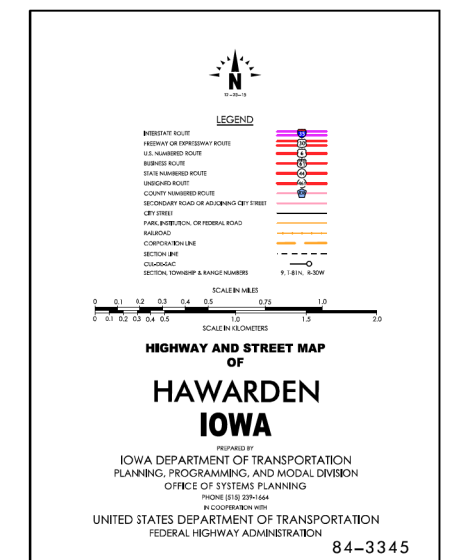 N
12-28-15
LEGEND
INTERSTATE ROUTE
FREEWAY OR EXPRESSWAY ROUTE
U.S. NUMBERED ROUTE
BUSINESS ROUTE
STATE NUMBERED ROUTE
UNSIGNED ROUTE
COUNTY NUMBERED ROUTE
SECONDARY ROAD OR ADJOINING CITY STREET
CITY STREET
PARK, INSTITUTION, OR FEDERAL ROAD
RAILROAD
CORPORATION LINE
SECTION LINE
CUL-DE-SAC
SECTION, TOWNSHIP & RANGE NUMBERS 9, T-81N, R-30W
SCALE IN MILES
0 0.1 0.2 0.3 0.4 0.5 0.75 1.0
0 0.1 0.2 0.3 0.4 0.5 1.0 1.5 2.0
SCALE IN KILOMETERS
HIGHWAY AND STREET MAP
OF
HAWARDEN
IOWA
PREPARED BY
IOWA DEPARTMENT OF TRANSPORTATION
PLANNING, PROGRAMMING, AND MODAL DIVISION
OFFICE OF SYSTEMS PLANNING
PHONE (515) 239-1664
IN COOPERATION WITH
UNITED STATES DEPARTMENT OF TRANSPORTATION
FEDERAL HIGHWAY ADMINISTRATION
84-3345